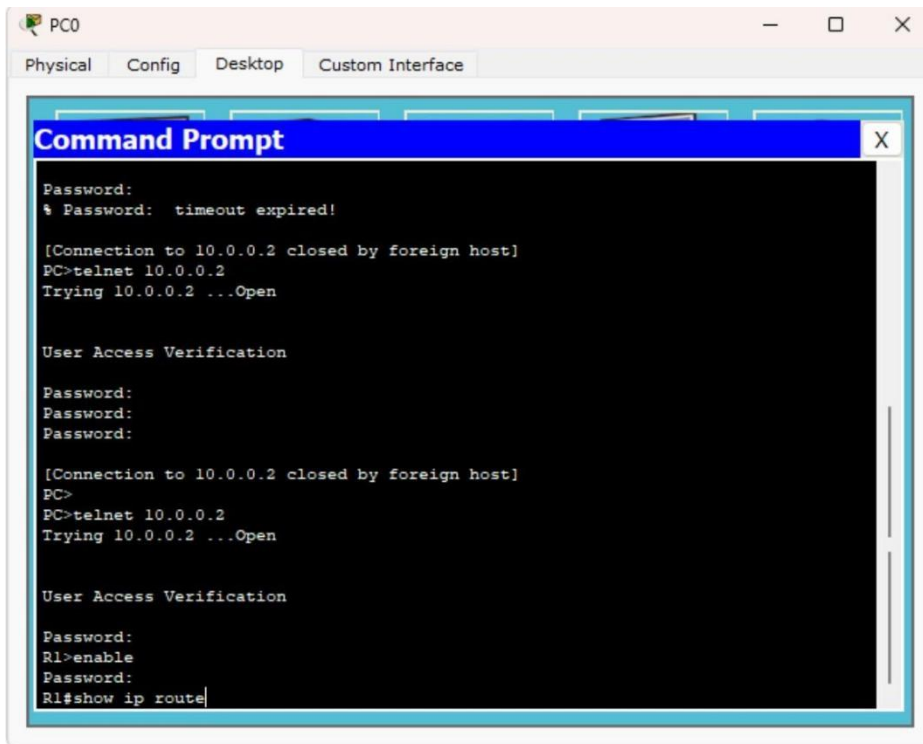 PC0
Physical Config Desktop Custom Interface
Command Prompt
X
Password:
% Password:  timeout expired!
[Connection to 10.0.0.2 closed by foreign host]
PC>telnet 10.0.0.2
Trying 10.0.0.2 ...Open
User Access Verification
Password:
Password:
Password:
[Connection to 10.0.0.2 closed by foreign host]
PC>
PC>telnet 10.0.0.2
Trying 10.0.0.2 ...Open
User Access Verification
Password:
R1>enable
Password:
R1#show ip route